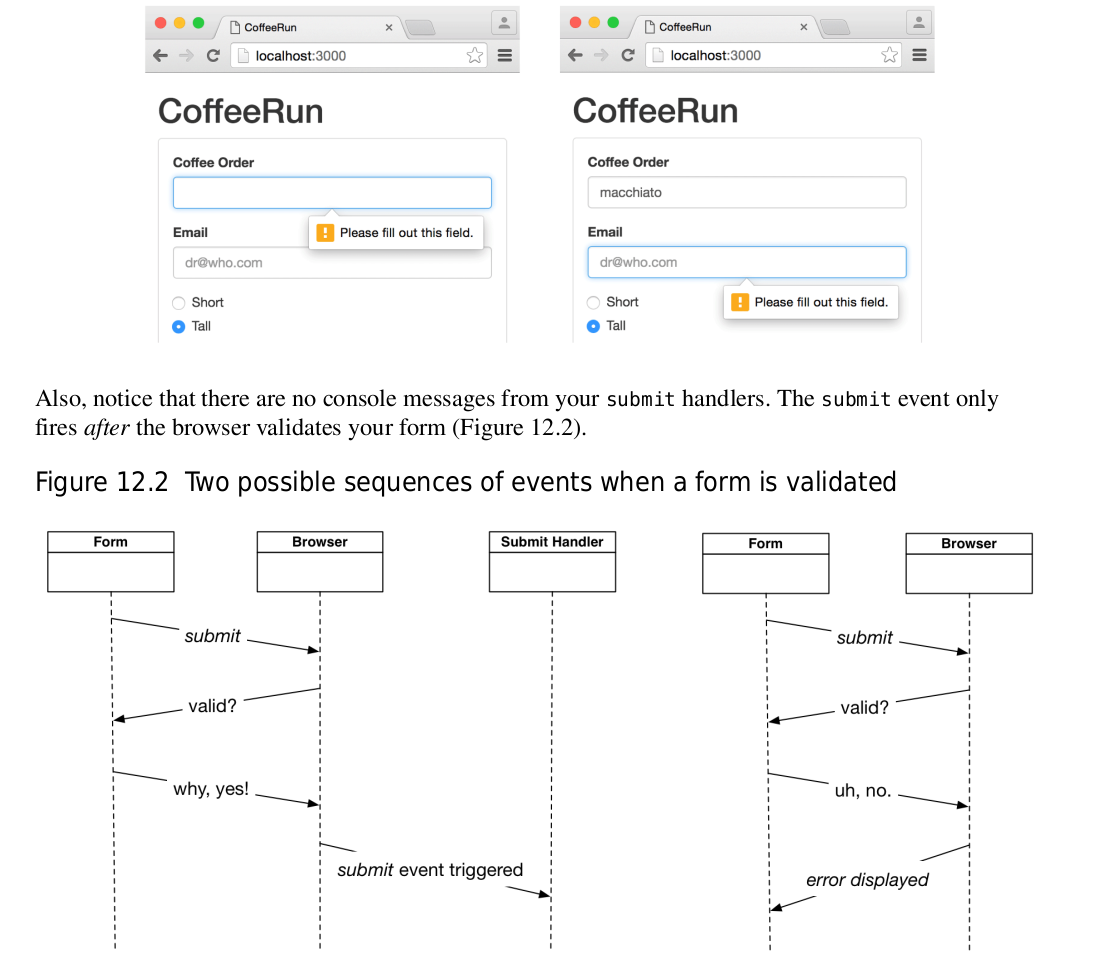 CoffeeRun
localhost:3000
CoffeeRun
Coffee Order
Please fill out this field.
Email
dr@who.com
Short
Tall
CoffeeRun
localhost:3000
CoffeeRun
Coffee Order
macchiato
Email
dr@who.com
Please fill out this field.
Short
Tall
Also, notice that there are no console messages from your submit handlers. The submit event only
fires after the browser validates your form (Figure 12.2).
Figure 12.2 Two possible sequences of events when a form is validated
Form
Browser
Submit Handler
submit
valid?
why, yes!
submit event triggered
Form
Browser
submit
valid?
uh, no.
error displayed